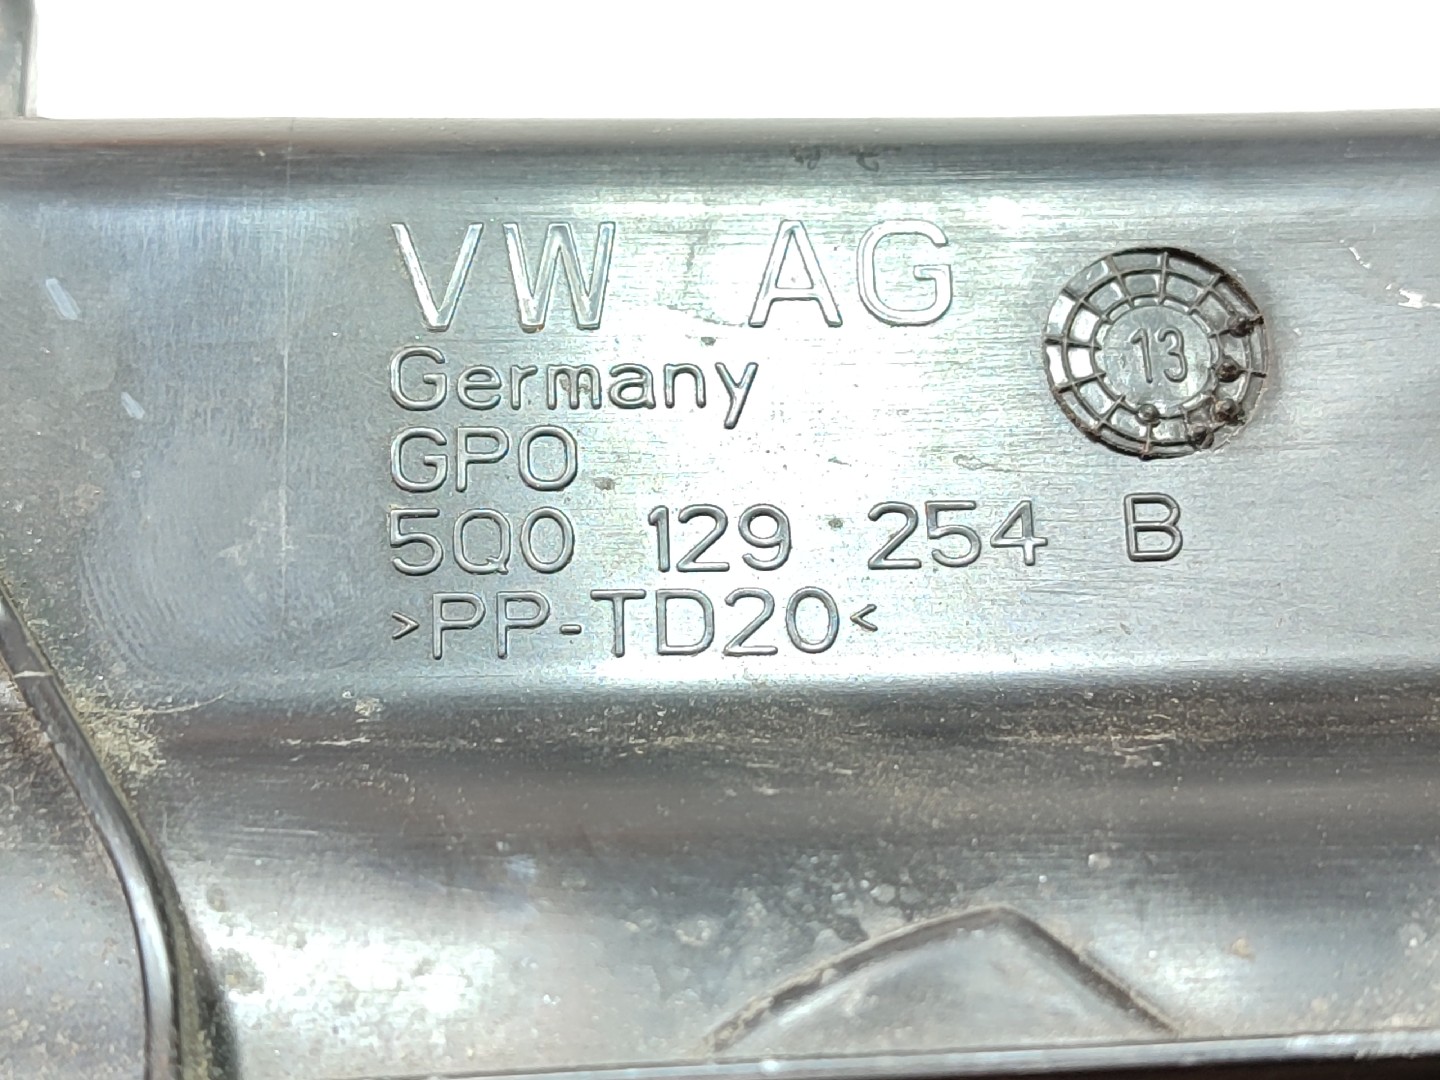 VW AG
13
Germany
GPO
5Q0 129 254 B
>PP-TD20<